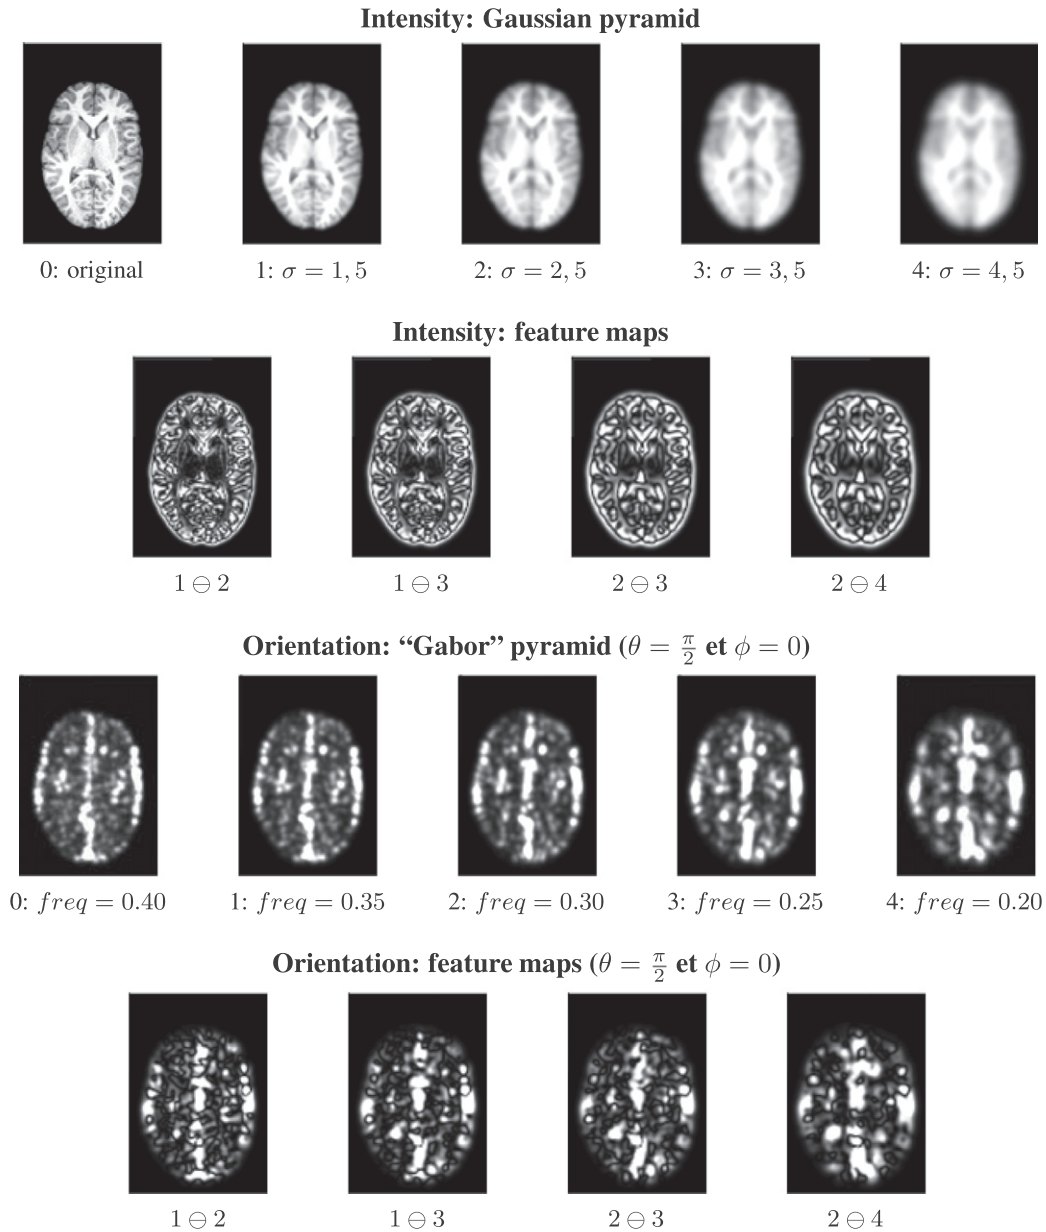 Intensity: Gaussian pyramid
0: original 1: σ = 1, 5 2: σ = 2, 5 3: σ = 3, 5 4: σ = 4, 5
Intensity: feature maps
1 ⊖ 2 1 ⊖ 3 2 ⊖ 3 2 ⊖ 4
Orientation: “Gabor” pyramid (θ = π/2 et ϕ = 0)
0: freq = 0.40 1: freq = 0.35 2: freq = 0.30 3: freq = 0.25 4: freq = 0.20
Orientation: feature maps (θ = π/2 et ϕ = 0)
1 ⊖ 2 1 ⊖ 3 2 ⊖ 3 2 ⊖ 4